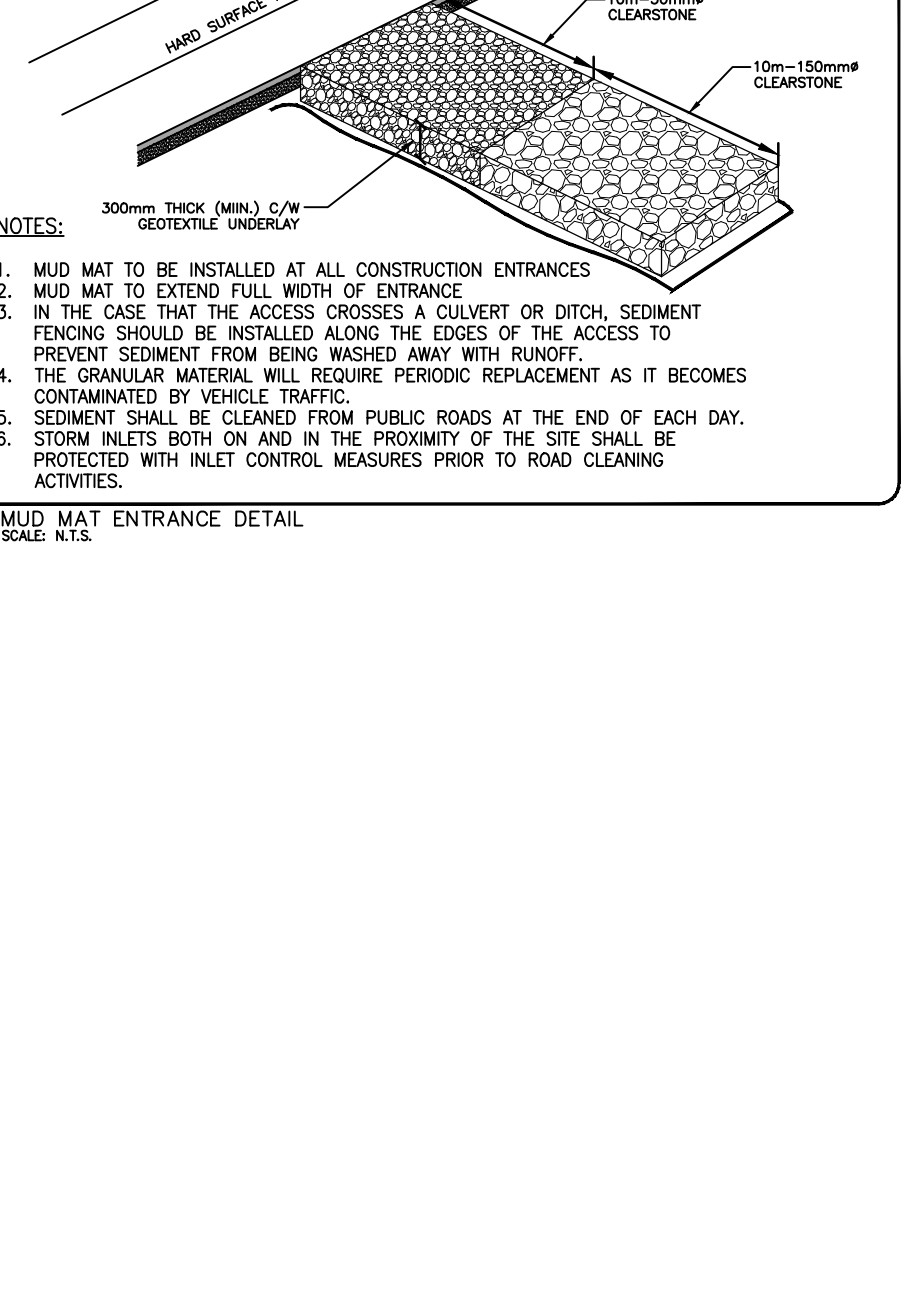 CLEARSTONE
10m-150mmø
CLEARSTONE
HARD SURFACE
300mm THICK (MIIN.) C/W
GEOTEXTILE UNDERLAY
NOTES:
1. MUD MAT TO BE INSTALLED AT ALL CONSTRUCTION ENTRANCES
2. MUD MAT TO EXTEND FULL WIDTH OF ENTRANCE
3. IN THE CASE THAT THE ACCESS CROSSES A CULVERT OR DITCH, SEDIMENT
FENCING SHOULD BE INSTALLED ALONG THE EDGES OF THE ACCESS TO
PREVENT SEDIMENT FROM BEING WASHED AWAY WITH RUNOFF.
4. THE GRANULAR MATERIAL WILL REQUIRE PERIODIC REPLACEMENT AS IT BECOMES
CONTAMINATED BY VEHICLE TRAFFIC.
5. SEDIMENT SHALL BE CLEANED FROM PUBLIC ROADS AT THE END OF EACH DAY.
6. STORM INLETS BOTH ON AND IN THE PROXIMITY OF THE SITE SHALL BE
PROTECTED WITH INLET CONTROL MEASURES PRIOR TO ROAD CLEANING
ACTIVITIES.
MUD MAT ENTRANCE DETAIL
SCALE: N.T.S.